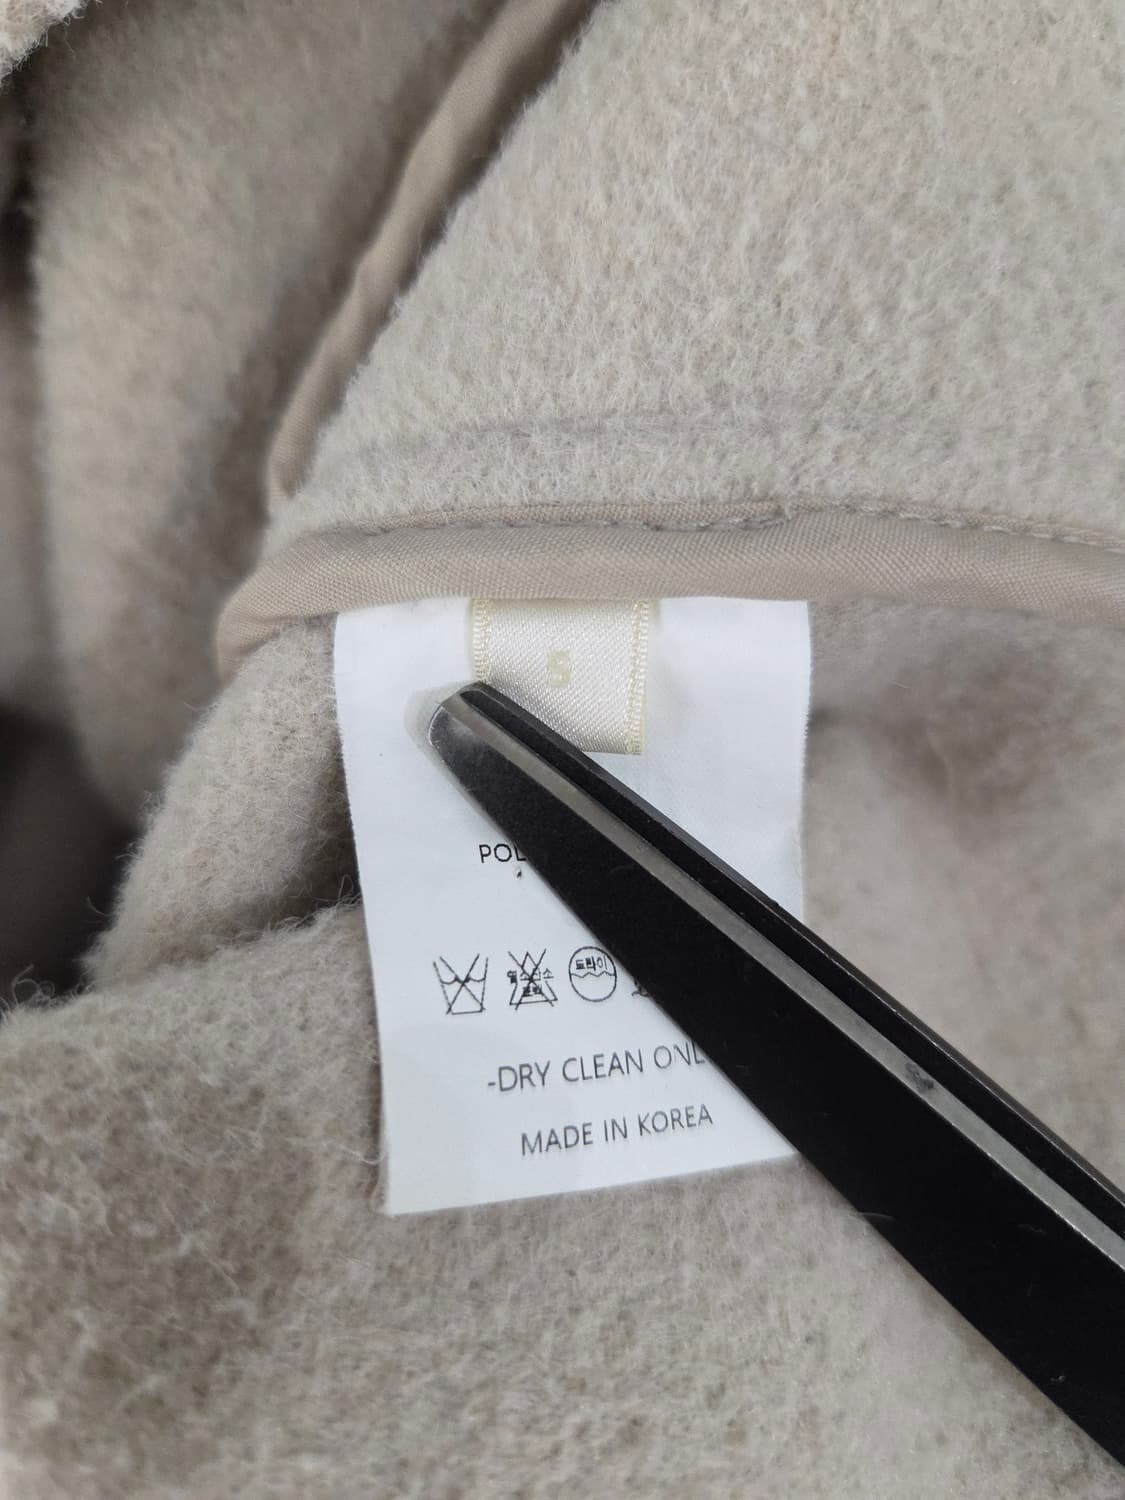 S
POL
드라이
-DRY CLEAN ONL
MADE IN KOREA